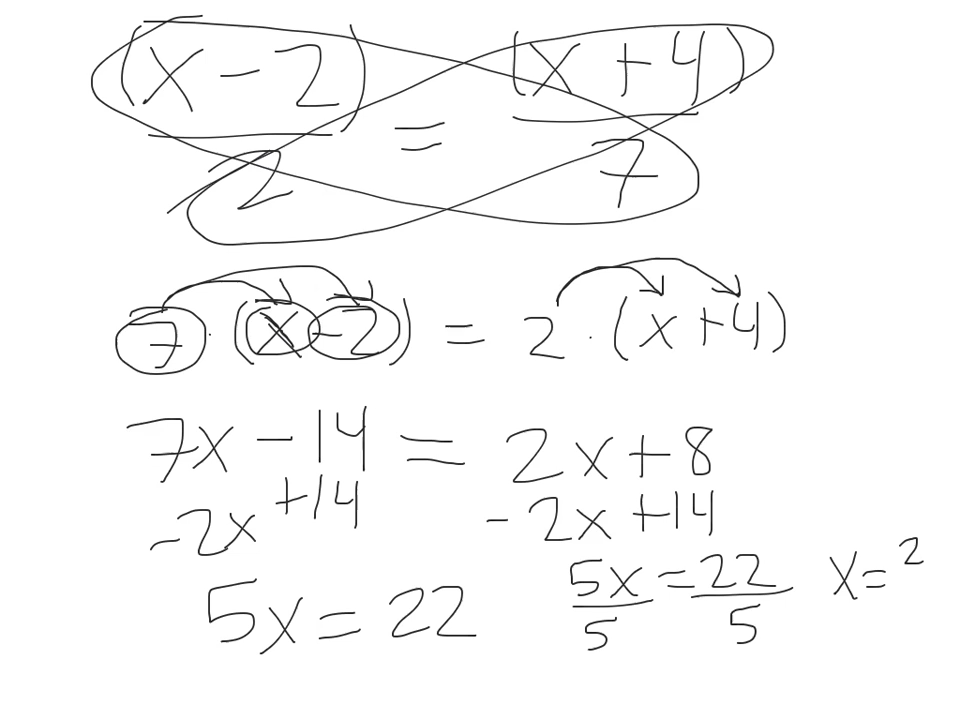 (x - 2) = (x + 4)
2 7
7 · (x - 2) = 2 · (x + 4)
7x - 14 = 2x + 8
-2x +14 - 2x +14
5x = 22 5x = 22 x = 2
5 5